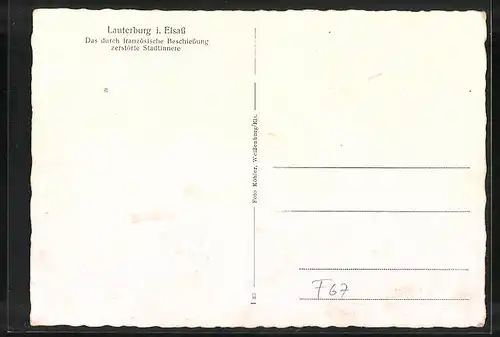 Lauterburg i. Elsaß
Das durch französische Beschießung
zerstörte Stadtinnere
Foto Köhler, Weißenburg/Els.
F67